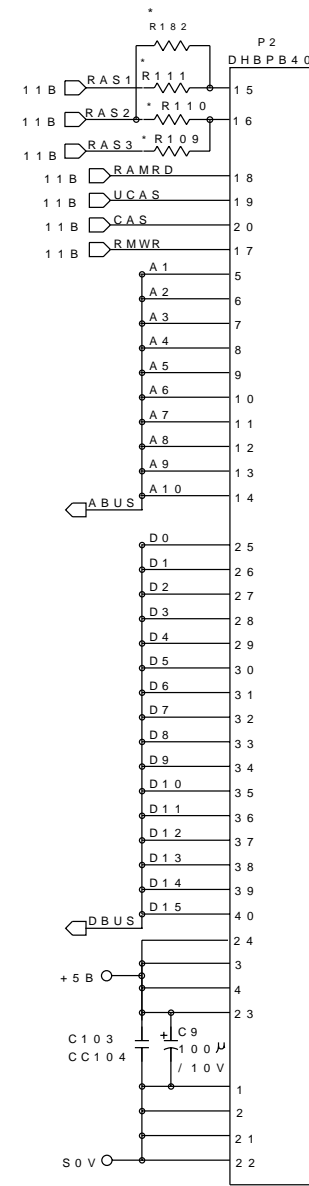 *
R182
P2
DHBPB40
*
11B RAS1 R111 15
11B RAS2 * R110 16
11B RAS3 * R109
11B RAMRD 18
11B UCAS 19
11B CAS 20
11B RMWR 17
A1 5
A2 6
A3 7
A4 8
A5 9
A6 10
A7 11
A8 12
A9 13
A10 14
ABUS
D0 25
D1 26
D2 27
D3 28
D4 29
D5 30
D6 31
D7 32
D8 33
D9 34
D10 35
D11 36
D12 37
D13 38
D14 39
D15 40
DBUS
24
3
+5B
4
23
C103 + C9
CC104 100μ
/10V
1
2
21
S0V 22